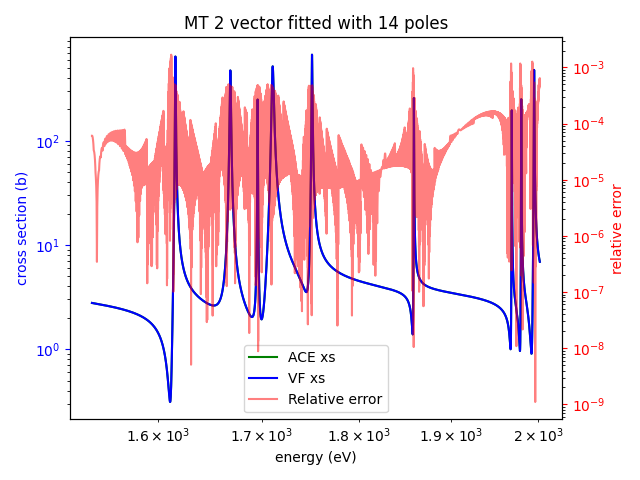 MT 2 vector fitted with 14 poles
cross section (b)
10² 10¹ 10⁰
10⁻³ 10⁻⁴ 10⁻⁵ 10⁻⁶ 10⁻⁷ 10⁻⁸ 10⁻⁹
relative error
ACE xs
VF xs
Relative error
1.6 × 10³ 1.7 × 10³ 1.8 × 10³ 1.9 × 10³ 2 × 10³
energy (eV)